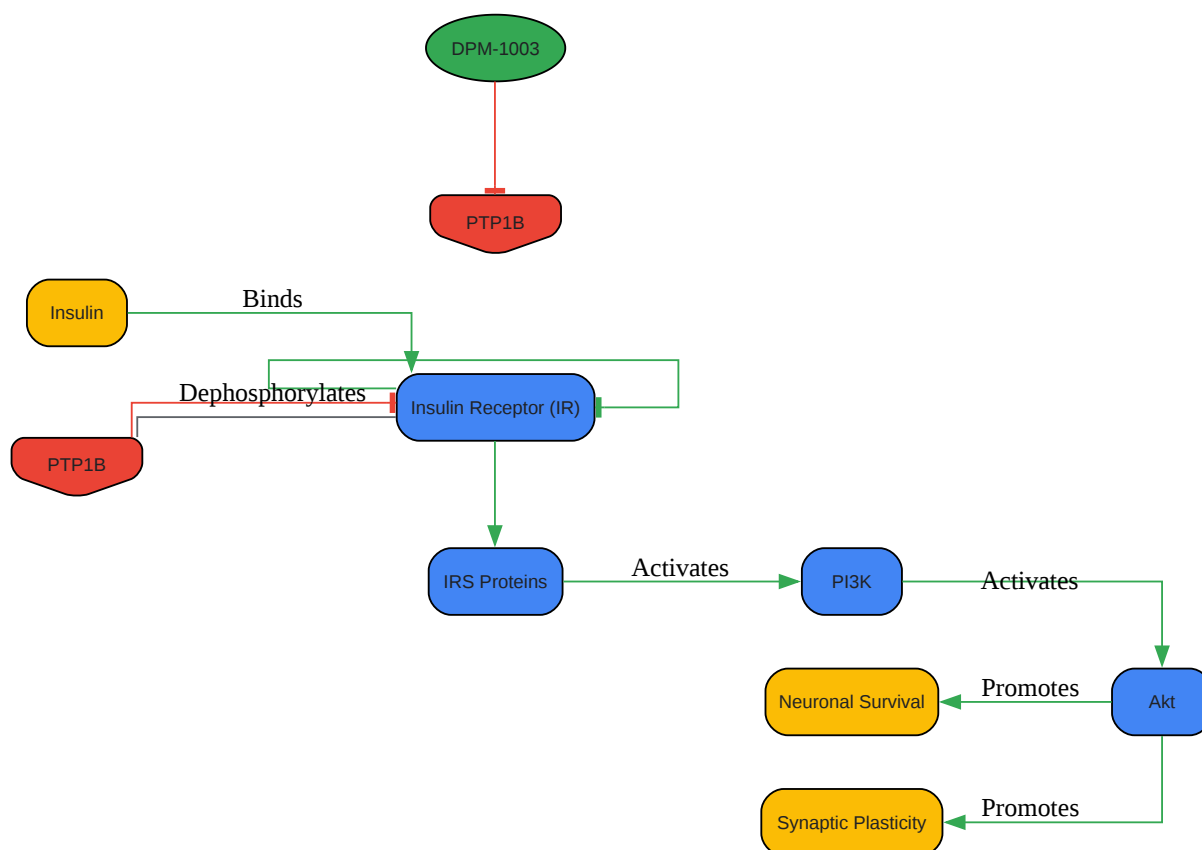 DPM-1003
PTP1B
Binds
Insulin
Dephosphorylates
Insulin Receptor (IR)
PTP1B
IRS Proteins
Activates
PI3K
Activates
Neuronal Survival
Promotes
Akt
Synaptic Plasticity
Promotes